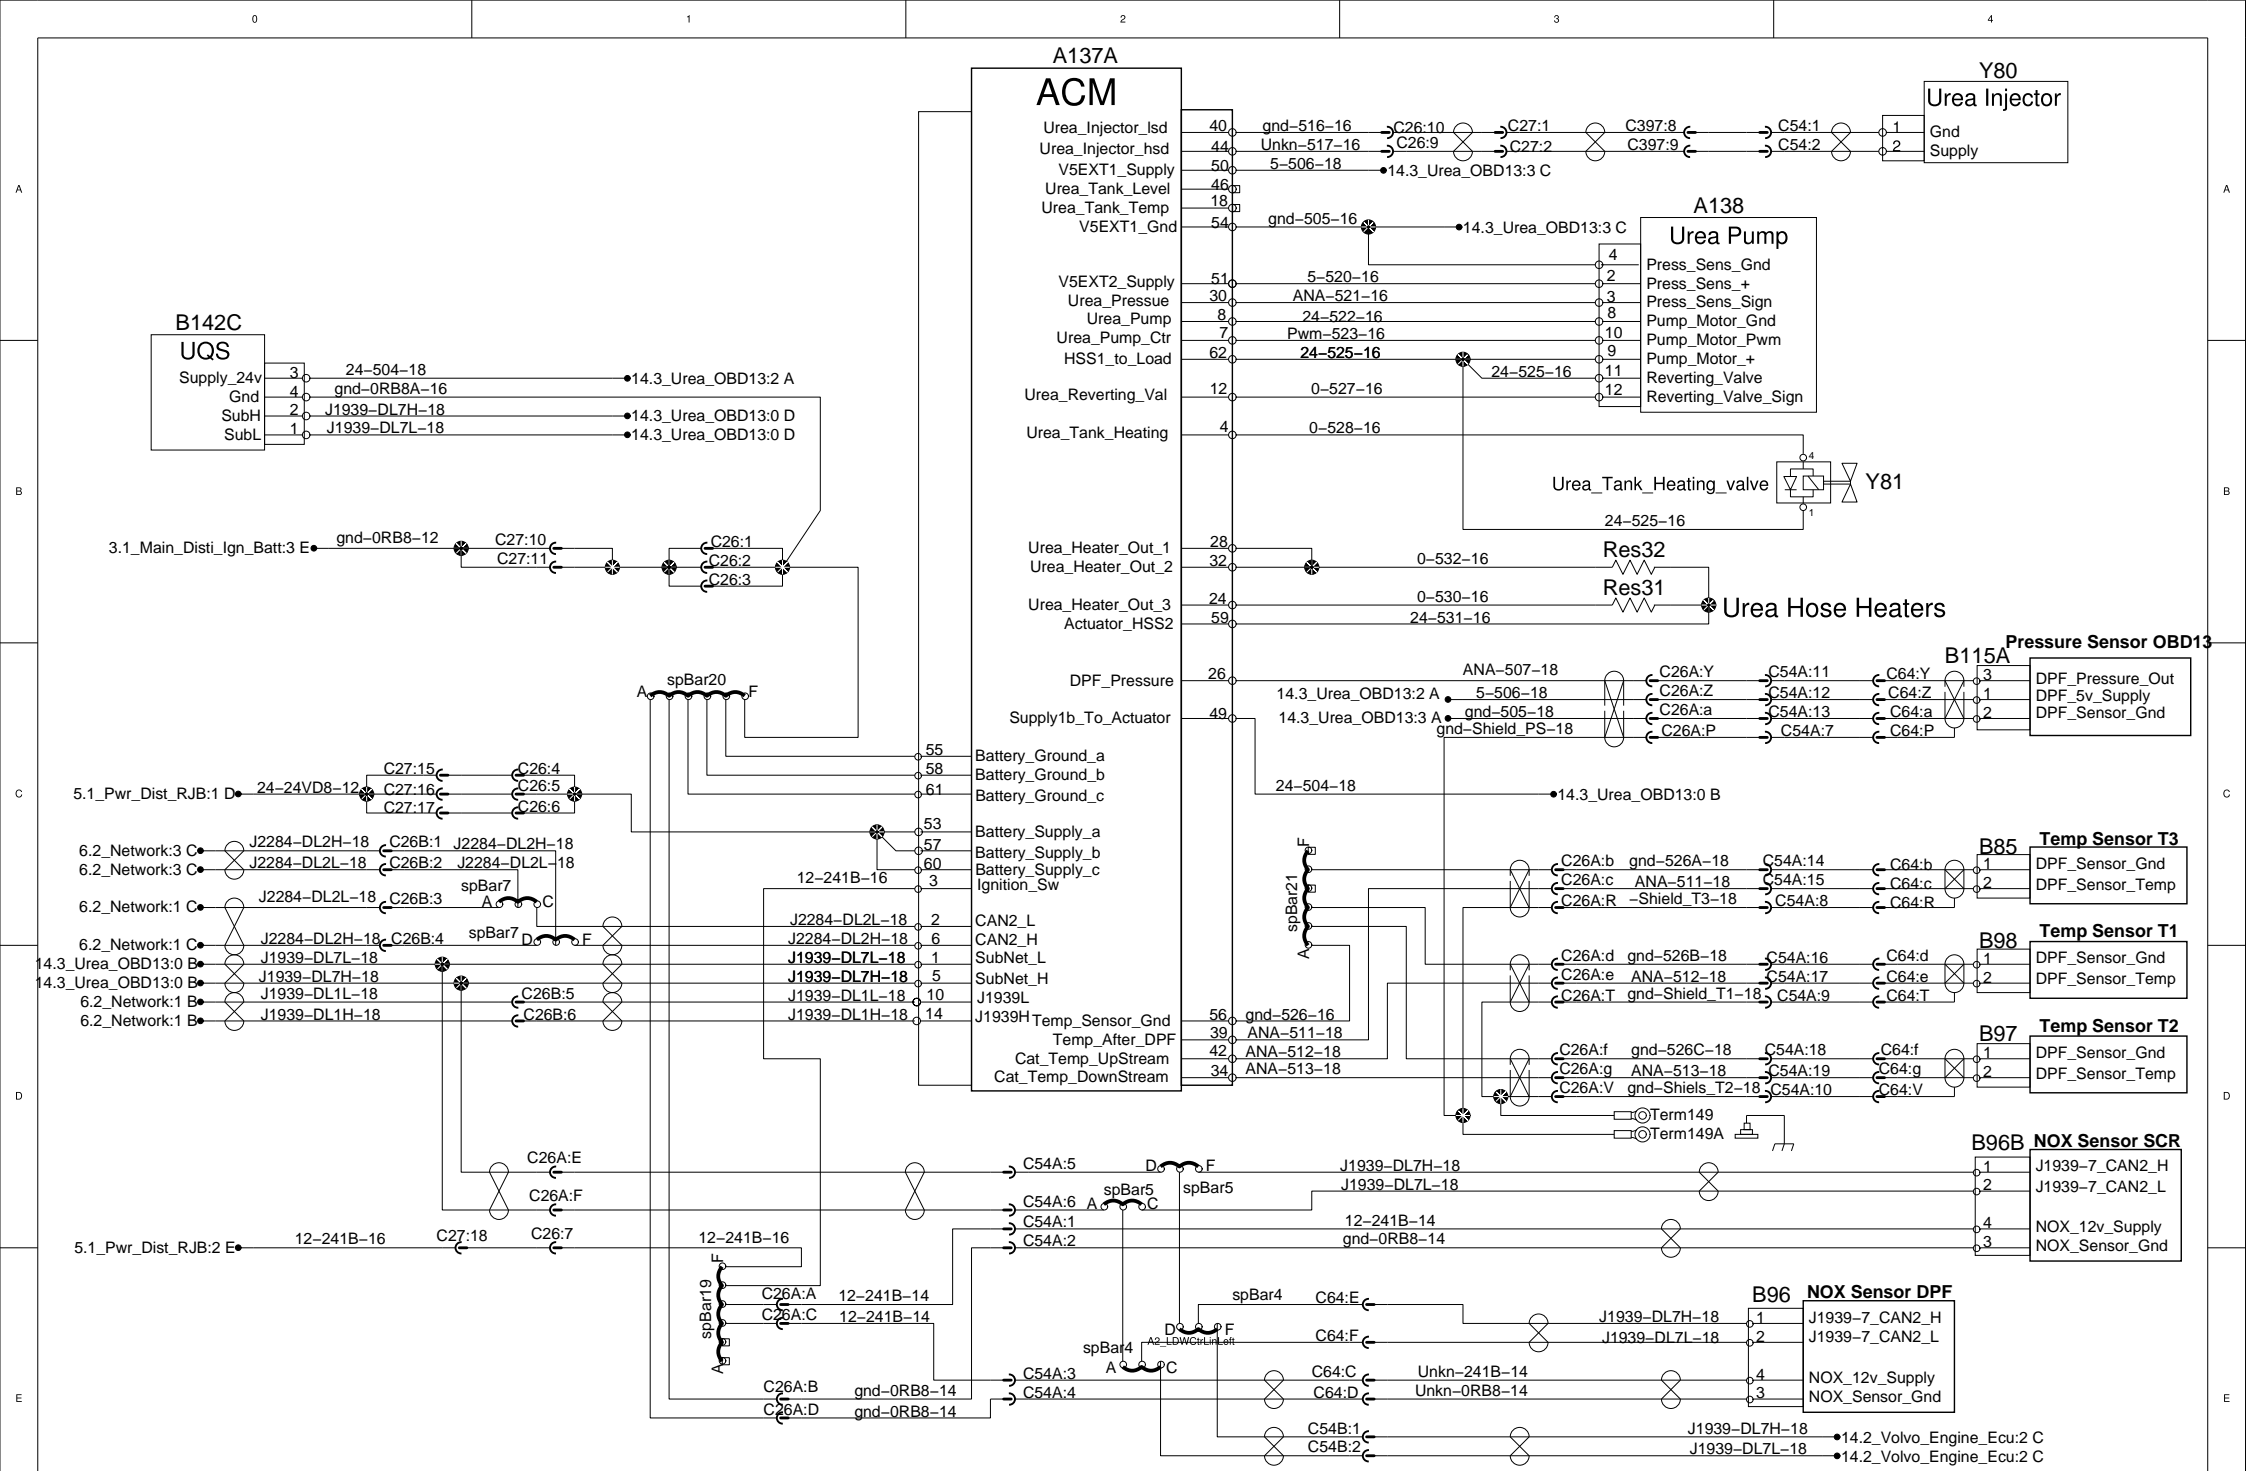 0 1 2 3 4
A137A
ACM
Y80
Urea Injector
Urea_Injector_lsd 40 gnd-516-16 C26:10 C27:1 C397:8 C54:1 1 Gnd
Urea_Injector_hsd 44 Unkn-517-16 C26:9 C27:2 C397:9 C54:2 2 Supply
V5EXT1_Supply 50 5-506-18 14.3_Urea_OBD13:3 C
A Urea_Tank_Level 46 A
Urea_Tank_Temp 18
A138
V5EXT1_Gnd 54 gnd-505-16 14.3_Urea_OBD13:3 C
Urea Pump
4 Press_Sens_Gnd
V5EXT2_Supply 51 5-520-16 2 Press_Sens_+
Urea_Pressue 30 ANA-521-16 3 Press_Sens_Sign
Urea_Pump 8 24-522-16 8 Pump_Motor_Gnd
Urea_Pump_Ctr 7 Pwm-523-16 10 Pump_Motor_Pwm
HSS1_to_Load 62 24-525-16 9 Pump_Motor_+
24-525-16 11 Reverting_Valve
Urea_Reverting_Val 12 0-527-16 12 Reverting_Valve_Sign
Urea_Tank_Heating 4 0-528-16
B142C
UQS
Supply_24v 3 24-504-18 14.3_Urea_OBD13:2 A
Gnd 4 gnd-0RB8A-16
SubH 2 J1939-DL7H-18 14.3_Urea_OBD13:0 D
SubL 1 J1939-DL7L-18 14.3_Urea_OBD13:0 D
4
B Urea_Tank_Heating_valve Y81 B
1
24-525-16
3.1_Main_Disti_Ign_Batt:3 E gnd-0RB8-12 C27:10 C26:1
C27:11 C26:2
C26:3
Urea_Heater_Out_1 28 Res32
Urea_Heater_Out_2 32 0-532-16
Res31
Urea_Heater_Out_3 24 0-530-16 Urea Hose Heaters
Actuator_HSS2 59 24-531-16
Pressure Sensor OBD13
B115A
DPF_Pressure 26 ANA-507-18 C26A:Y C54A:11 C64:Y 3 DPF_Pressure_Out
14.3_Urea_OBD13:2 A 5-506-18 C26A:Z C54A:12 C64:Z 1 DPF_5v_Supply
Supply1b_To_Actuator 49 14.3_Urea_OBD13:3 A gnd-505-18 C26A:a C54A:13 C64:a 2 DPF_Sensor_Gnd
gnd-Shield_PS-18 C26A:P C54A:7 C64:P
A spBar20 F
55 Battery_Ground_a
58 Battery_Ground_b
61 Battery_Ground_c
C27:15 C26:4
C 5.1_Pwr_Dist_RJB:1 D 24-24VD8-12 C27:16 C26:5 C
C27:17 C26:6
24-504-18 14.3_Urea_OBD13:0 B
53 Battery_Supply_a
57 Battery_Supply_b
60 Battery_Supply_c
12-241B-16 3 Ignition_Sw
6.2_Network:3 C J2284-DL2H-18 C26B:1 J2284-DL2H-18
6.2_Network:3 C J2284-DL2L-18 C26B:2 J2284-DL2L-18
spBar7
6.2_Network:1 C J2284-DL2L-18 C26B:3 A C
J2284-DL2L-18 2 CAN2_L
6.2_Network:1 C J2284-DL2H-18 C26B:4 spBar7 D F J2284-DL2H-18 6 CAN2_H
14.3_Urea_OBD13:0 B J1939-DL7L-18 J1939-DL7L-18 1 SubNet_L
14.3_Urea_OBD13:0 B J1939-DL7H-18 J1939-DL7H-18 5 SubNet_H
6.2_Network:1 B J1939-DL1L-18 C26B:5 J1939-DL1L-18 10 J1939L
6.2_Network:1 B J1939-DL1H-18 C26B:6 J1939-DL1H-18 14 J1939H
F spBar21 A
B85 Temp Sensor T3
C26A:b gnd-526A-18 C54A:14 C64:b 1 DPF_Sensor_Gnd
C26A:c ANA-511-18 C54A:15 C64:c 2 DPF_Sensor_Temp
C26A:R -Shield_T3-18 C54A:8 C64:R
B98 Temp Sensor T1
C26A:d gnd-526B-18 C54A:16 C64:d 1 DPF_Sensor_Gnd
C26A:e ANA-512-18 C54A:17 C64:e 2 DPF_Sensor_Temp
C26A:T gnd-Shield_T1-18 C54A:9 C64:T
Temp_Sensor_Gnd 56 gnd-526-16
Temp_After_DPF 39 ANA-511-18
Cat_Temp_UpStream 42 ANA-512-18
Cat_Temp_DownStream 34 ANA-513-18
B97 Temp Sensor T2
C26A:f gnd-526C-18 C54A:18 C64:f 1 DPF_Sensor_Gnd
C26A:g ANA-513-18 C54A:19 C64:g 2 DPF_Sensor_Temp
D C26A:V gnd-Shiels_T2-18 C54A:10 C64:V D
Term149
Term149A
B96B NOX Sensor SCR
C26A:E C54A:5 D F J1939-DL7H-18 1 J1939-7_CAN2_H
spBar5 spBar5
C26A:F C54A:6 A C J1939-DL7L-18 2 J1939-7_CAN2_L
C54A:1 12-241B-14 4 NOX_12v_Supply
5.1_Pwr_Dist_RJB:2 E 12-241B-16 C27:18 C26:7 12-241B-16 C54A:2 gnd-0RB8-14 3 NOX_Sensor_Gnd
F spBar19 A
C26A:A 12-241B-14
C26A:C 12-241B-14
B96 NOX Sensor DPF
spBar4 C64:E J1939-DL7H-18 1 J1939-7_CAN2_H
D F
A2_LDWCtrLinLeft
C64:F J1939-DL7L-18 2 J1939-7_CAN2_L
spBar4
A C
C54A:3 C64:C Unkn-241B-14 4 NOX_12v_Supply
E C26A:B gnd-0RB8-14 C54A:4 C64:D Unkn-0RB8-14 3 NOX_Sensor_Gnd E
C26A:D gnd-0RB8-14
C54B:1 J1939-DL7H-18 14.2_Volvo_Engine_Ecu:2 C
C54B:2 J1939-DL7L-18 14.2_Volvo_Engine_Ecu:2 C